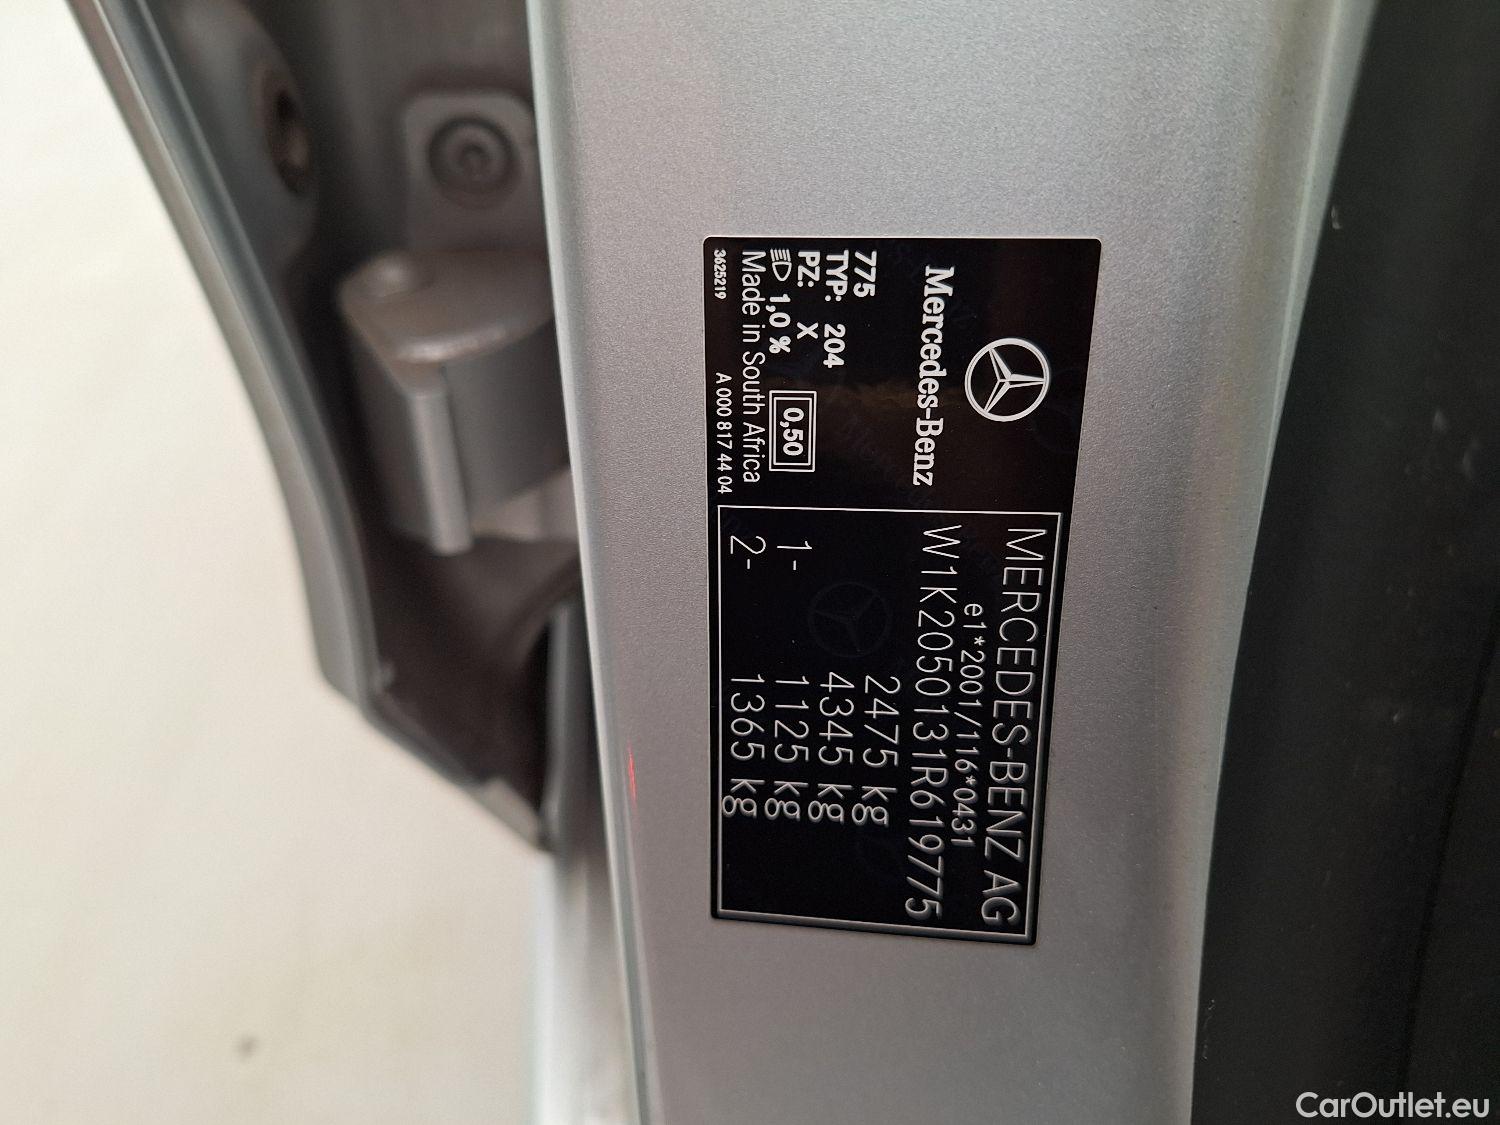 Mercedes-Benz
775
TYP: 204
PZ: X
1,0 %
0,50
Made in South Africa
3625219
A 000 817 44 04
MERCEDES-BENZ AG
e1*2001/116*0431
W1K2050131R619775
2475 kg
4345 kg
1- 1125 kg
2- 1365 kg
CarOutlet.eu